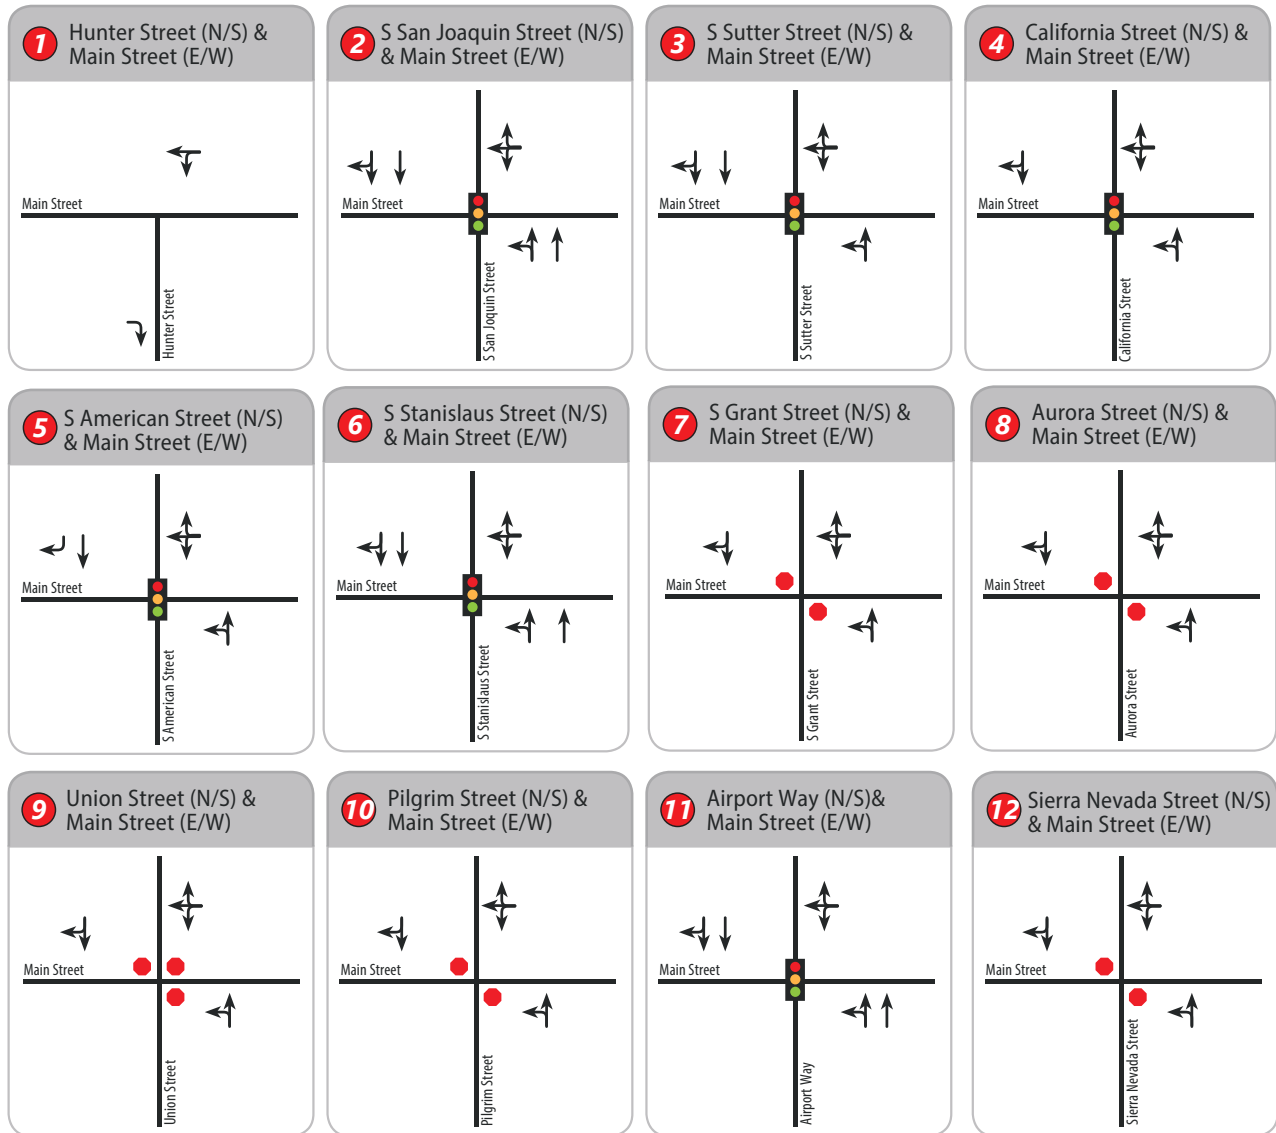 1 Hunter Street (N/S) &
Main Street (E/W)
Main Street
Hunter Street
2 S San Joaquin Street (N/S)
& Main Street (E/W)
Main Street
S San Joquin Street
3 S Sutter Street (N/S) &
Main Street (E/W)
Main Street
S Sutter Street
4 California Street (N/S) &
Main Street (E/W)
Main Street
California Street
5 S American Street (N/S)
& Main Street (E/W)
Main Street
S American Street
6 S Stanislaus Street (N/S)
& Main Street (E/W)
Main Street
S Stanislaus Street
7 S Grant Street (N/S) &
Main Street (E/W)
Main Street
S Grant Street
8 Aurora Street (N/S) &
Main Street (E/W)
Main Street
Aurora Street
9 Union Street (N/S) &
Main Street (E/W)
Main Street
Union Street
10 Pilgrim Street (N/S) &
Main Street (E/W)
Main Street
Pilgrim Street
11 Airport Way (N/S)&
Main Street (E/W)
Main Street
Airport Way
12 Sierra Nevada Street (N/S)
& Main Street (E/W)
Main Street
Sierra Nevada Street